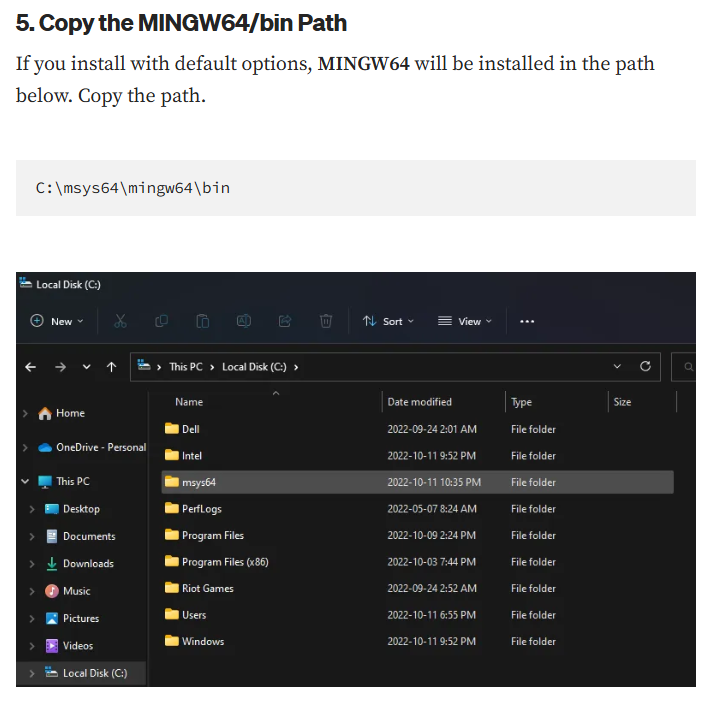 5. Copy the MINGW64/bin Path
If you install with default options, MINGW64 will be installed in the path
below. Copy the path.
C:\msys64\mingw64\bin
Local Disk (C:)
New
Sort
View
This PC > Local Disk (C:) >
Name Date modified Type Size
Home
OneDrive - Personal
This PC
Desktop
Documents
Downloads
Music
Pictures
Videos
Local Disk (C:)
Dell 2022-09-24 2:01 AM File folder
Intel 2022-10-11 9:52 PM File folder
msys64 2022-10-11 10:35 PM File folder
PerfLogs 2022-05-07 8:24 AM File folder
Program Files 2022-10-09 2:24 PM File folder
Program Files (x86) 2022-10-03 7:44 PM File folder
Riot Games 2022-09-24 2:52 AM File folder
Users 2022-10-11 6:55 PM File folder
Windows 2022-10-11 9:52 PM File folder